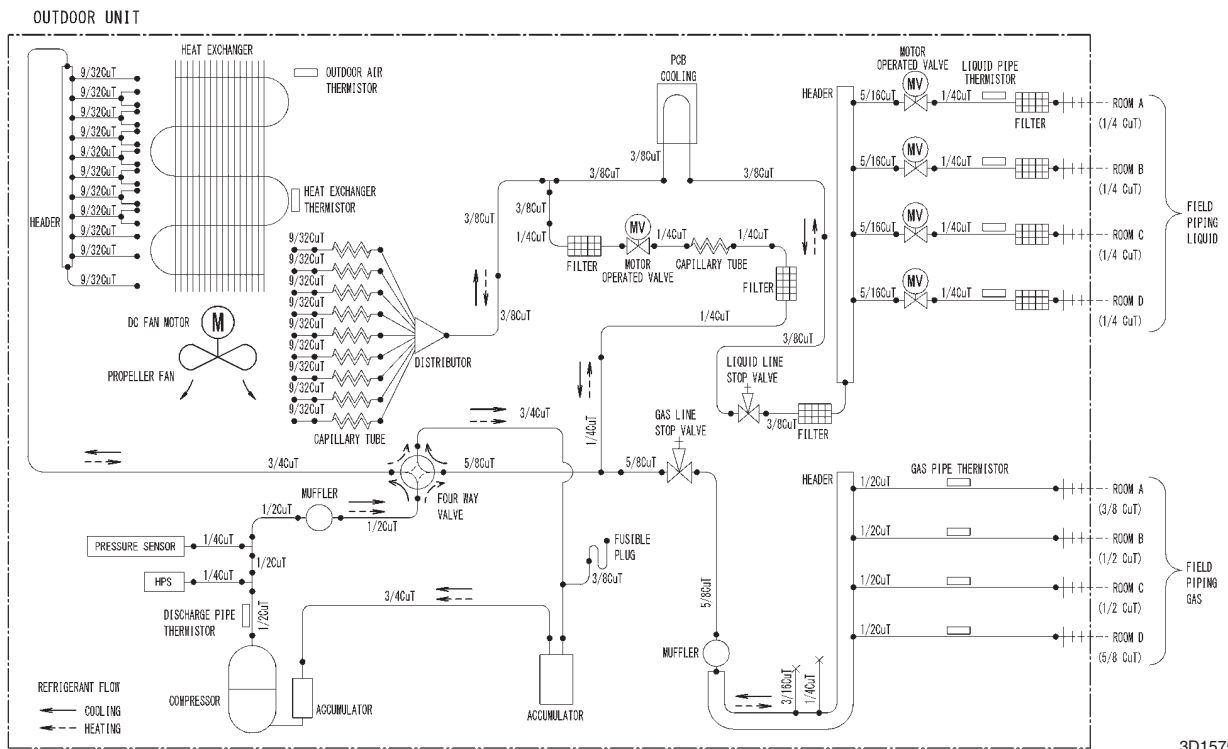 OUTDOOR UNIT
HEAT EXCHANGER
9/32CuT
9/32CuT
9/32CuT
9/32CuT
9/32CuT
9/32CuT
9/32CuT
9/32CuT
9/32CuT
9/32CuT
HEADER
OUTDOOR AIR
THERMISTOR
HEAT EXCHANGER
THERMISTOR
DC FAN MOTOR
M
PROPELLER FAN
9/32CuT
9/32CuT
9/32CuT
9/32CuT
9/32CuT
9/32CuT
9/32CuT
9/32CuT
9/32CuT
CAPILLARY TUBE
DISTRIBUTOR
3/8CuT
3/8CuT
PCB
COOLING
3/8CuT
3/8CuT
3/8CuT
3/8CuT
1/4CuT
FILTER
MV
MOTOR
OPERATED VALVE
1/4CuT
CAPILLARY TUBE
1/4CuT
FILTER
1/4CuT
1/4CuT
3/8CuT
LIQUID LINE
STOP VALVE
3/8CuT
FILTER
HEADER
MOTOR
OPERATED VALVE
LIQUID PIPE
THERMISTOR
5/16CuT
MV
1/4CuT
FILTER
ROOM A
(1/4 CuT)
5/16CuT
MV
1/4CuT
ROOM B
(1/4 CuT)
5/16CuT
MV
1/4CuT
ROOM C
(1/4 CuT)
5/16CuT
MV
1/4CuT
ROOM D
(1/4 CuT)
FIELD
PIPING
LIQUID
3/4CuT
3/4CuT
FOUR WAY
VALVE
5/8CuT
GAS LINE
STOP VALVE
5/8CuT
5/8CuT
MUFFLER
1/2CuT
1/2CuT
PRESSURE SENSOR
1/4CuT
1/2CuT
HPS
1/4CuT
DISCHARGE PIPE
THERMISTOR
1/2CuT
COMPRESSOR
ACCUMULATOR
3/4CuT
ACCUMULATOR
FUSIBLE
PLUG
3/8CuT
MUFFLER
3/16CuT
1/4CuT
HEADER
GAS PIPE THERMISTOR
1/2CuT
ROOM A
(3/8 CuT)
1/2CuT
ROOM B
(1/2 CuT)
1/2CuT
ROOM C
(1/2 CuT)
1/2CuT
ROOM D
(5/8 CuT)
FIELD
PIPING
GAS
REFRIGERANT FLOW
COOLING
HEATING